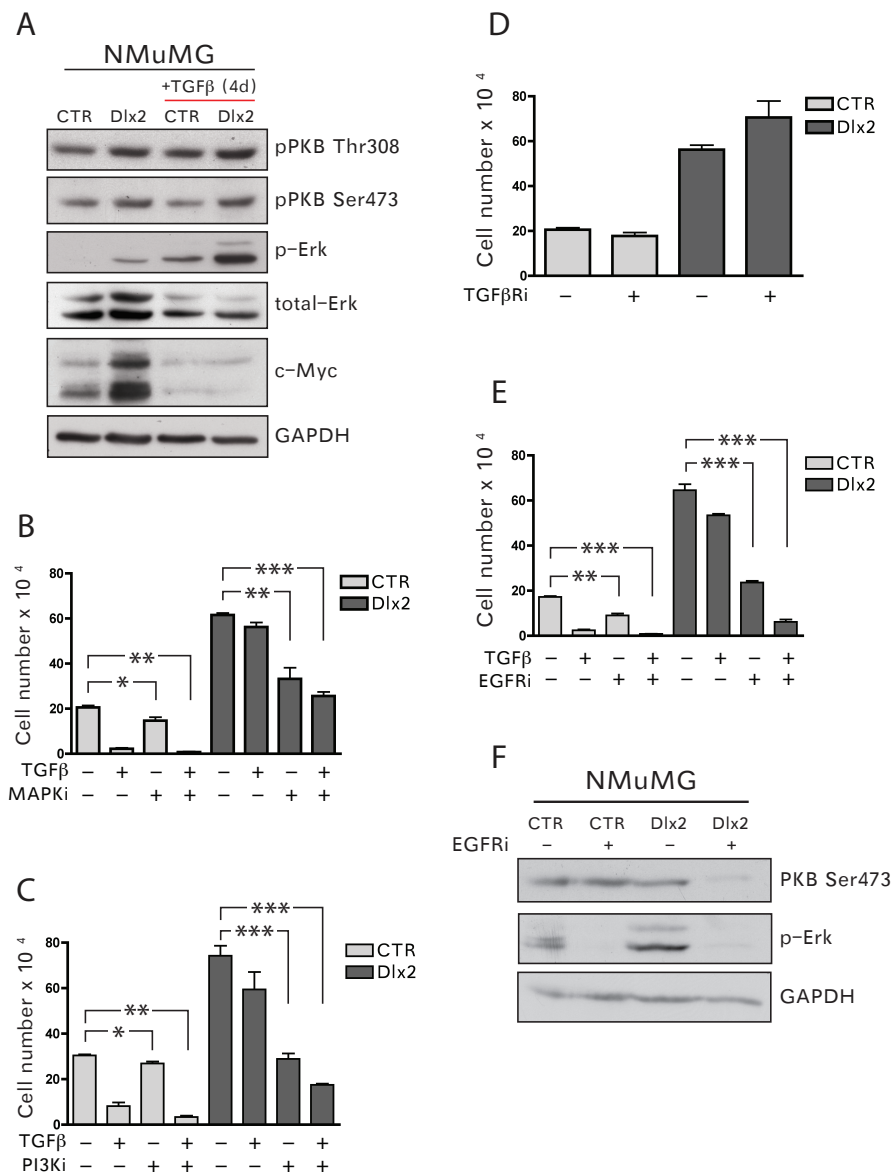 A
NMuMG
+TGFβ (4d)
CTR Dlx2 CTR Dlx2
pPKB Thr308
pPKB Ser473
p-Erk
total-Erk
c-Myc
GAPDH
B
Cell number x 10 4
80
60
40
20
0
* ** ** ***
CTR
Dlx2
TGFβ − + − + − + − +
MAPKi − − + + − − + +
C
Cell number x 10 4
80
60
40
20
0
* ** *** ***
CTR
Dlx2
TGFβ − + − + − + − +
PI3Ki − − + + − − + +
D
Cell number x 10 4
80
60
40
20
0
CTR
Dlx2
TGFβRi − + − +
E
Cell number x 10 4
80
60
40
20
0
** *** *** ***
CTR
Dlx2
TGFβ − + − + − + − +
EGFRi − − + + − − + +
F
NMuMG
CTR CTR Dlx2 Dlx2
EGFRi − + − +
PKB Ser473
p-Erk
GAPDH